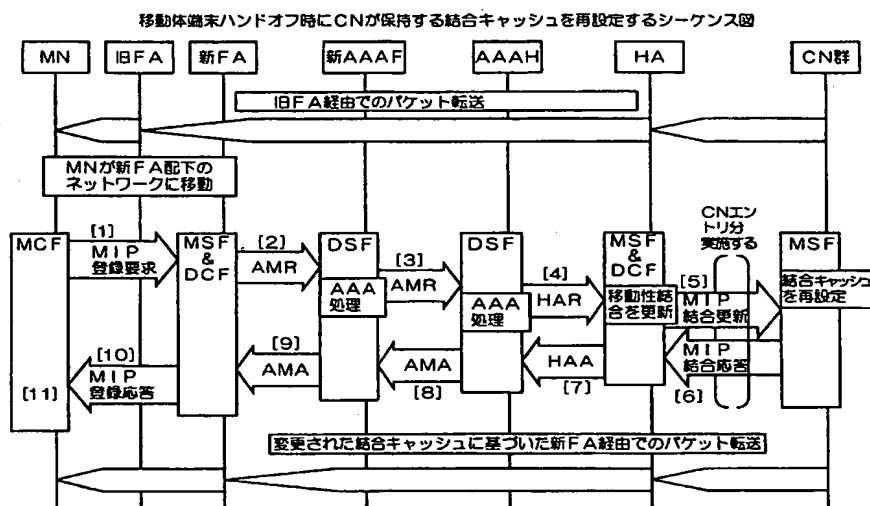 移動体端末ハンドオフ時にCNが保持する結合キャッシュを再設定するシーケンス図
MN
旧FA
新FA
新AAAF
AAAH
HA
CN群
旧FA経由でのパケット転送
MNが新FA配下の
ネットワークに移動
MCF
[1]
MIP
登録要求
MSF
&
DCF
[2]
AMR
DSF
AAA
処理
[3]
AMR
DSF
AAA
処理
[4]
HAR
MSF
&
DCF
移動性結
合を更新
CNエン
トリ分
実施する
[5]
MIP
結合更新
MSF
結合キャッシュ
を再設定
MIP
結合応答
[6]
HAA
[7]
AMA
[8]
[9]
AMA
[10]
MIP
登録応答
[11]
変更された結合キャッシュに基づいた新FA経由でのパケット転送